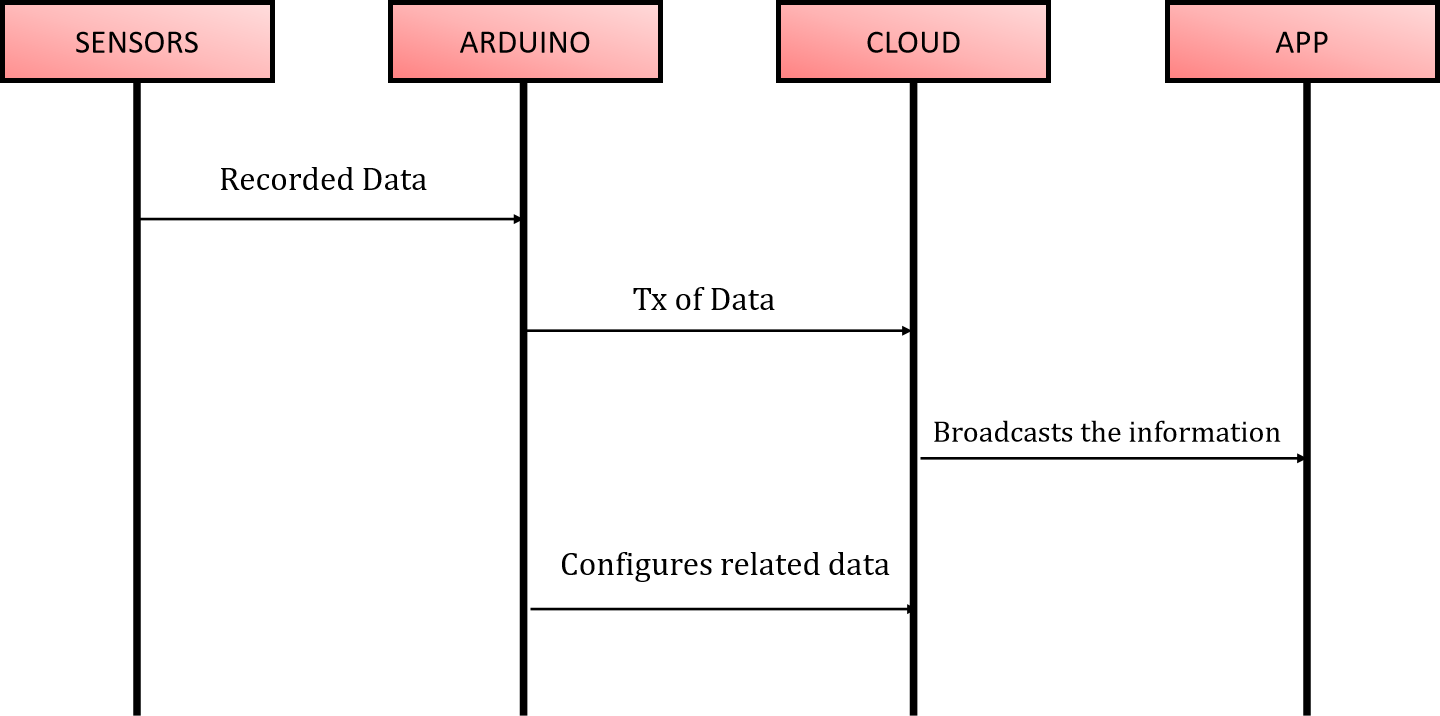 SENSORS
ARDUINO
CLOUD
APP
Recorded Data
Tx of Data
Broadcasts the information
Configures related data